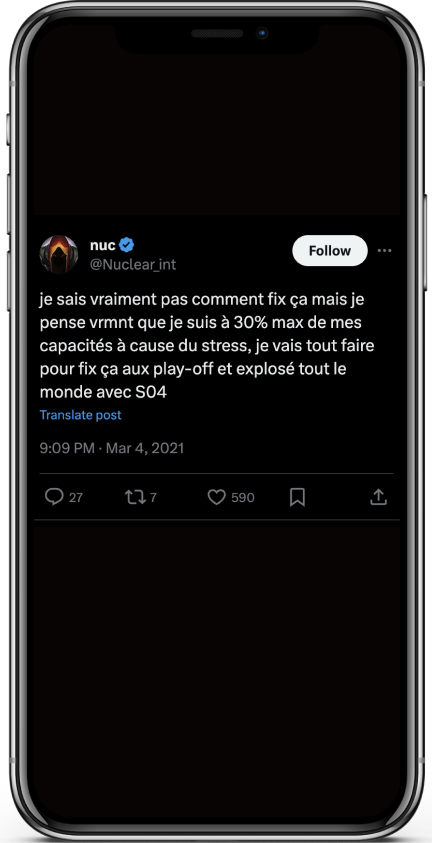 nuc
@Nuclear_int
Follow
je sais vraiment pas comment fix ça mais je
pense vrmnt que je suis à 30% max de mes
capacités à cause du stress, je vais tout faire
pour fix ça aux play-off et explosé tout le
monde avec S04
Translate post
9:09 PM · Mar 4, 2021
27
7
590